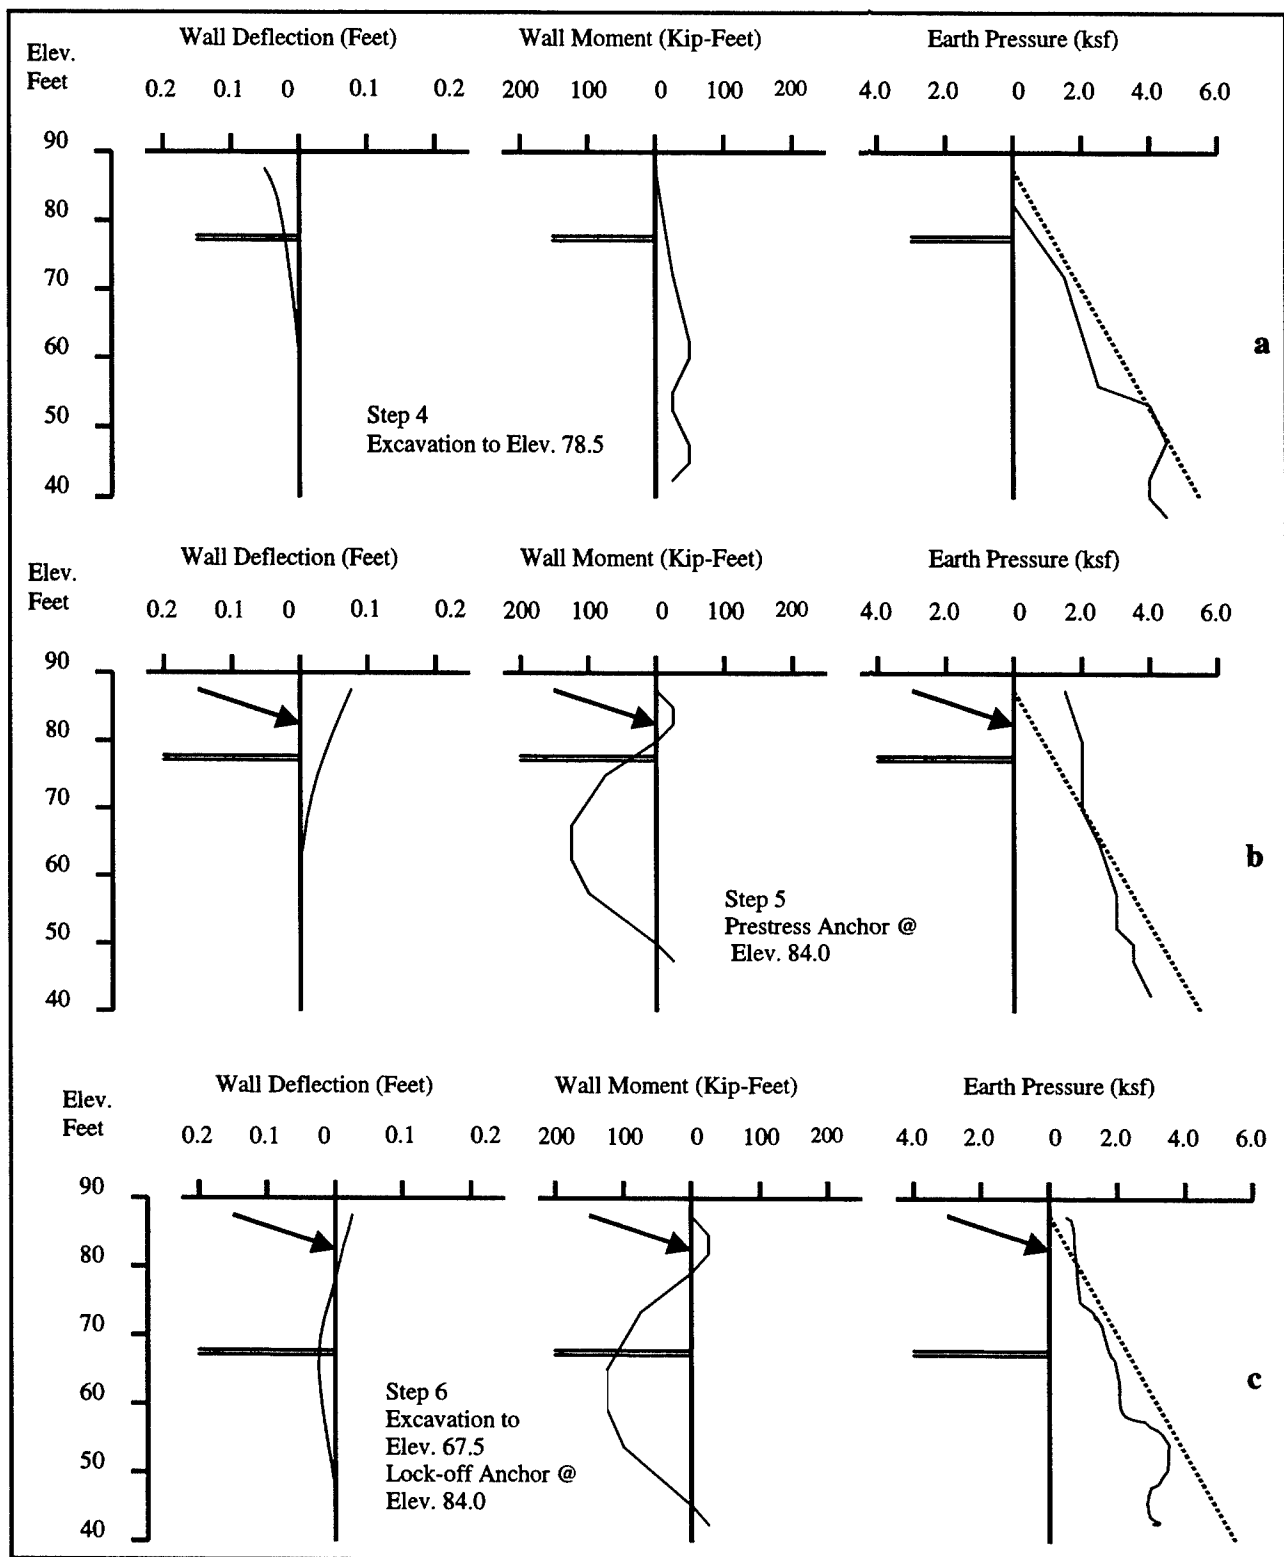 Wall Deflection (Feet) Wall Moment (Kip-Feet) Earth Pressure (ksf)
Elev.
Feet
0.2 0.1 0 0.1 0.2 200 100 0 100 200 4.0 2.0 0 2.0 4.0 6.0
90
80
70
60
50
40
a
Step 4
Excavation to Elev. 78.5
Wall Deflection (Feet) Wall Moment (Kip-Feet) Earth Pressure (ksf)
Elev.
Feet
0.2 0.1 0 0.1 0.2 200 100 0 100 200 4.0 2.0 0 2.0 4.0 6.0
90
80
70
60
50
40
b
Step 5
Prestress Anchor @
Elev. 84.0
Wall Deflection (Feet) Wall Moment (Kip-Feet) Earth Pressure (ksf)
Elev.
Feet
0.2 0.1 0 0.1 0.2 200 100 0 100 200 4.0 2.0 0 2.0 4.0 6.0
90
80
70
60
50
40
c
Step 6
Excavation to
Elev. 67.5
Lock-off Anchor @
Elev. 84.0